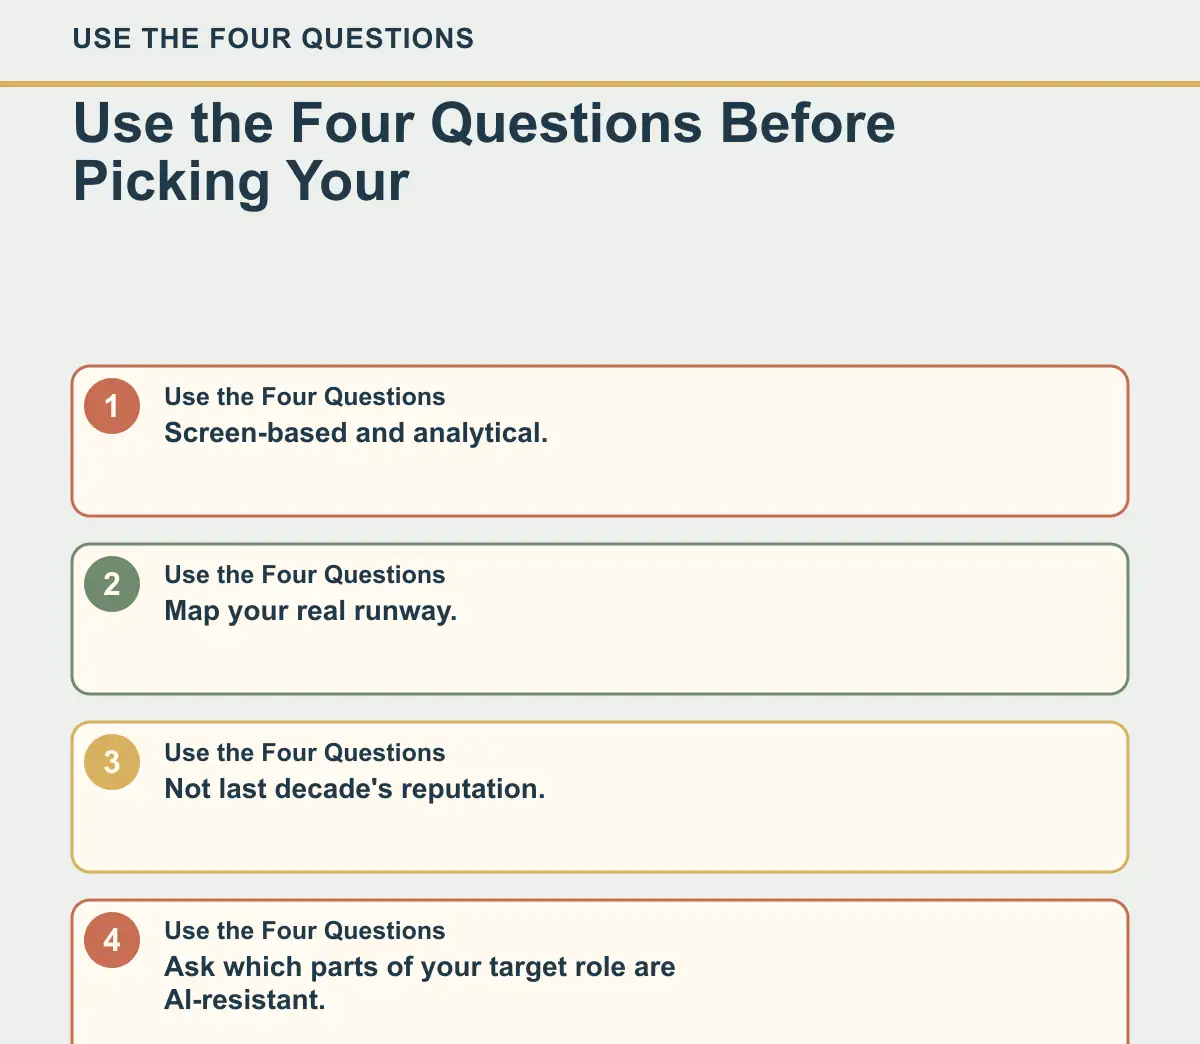 USE THE FOUR QUESTIONS
Use the Four Questions Before
Picking Your
1
Use the Four Questions
Screen-based and analytical.
2
Use the Four Questions
Map your real runway.
3
Use the Four Questions
Not last decade's reputation.
4
Use the Four Questions
Ask which parts of your target role are
AI-resistant.